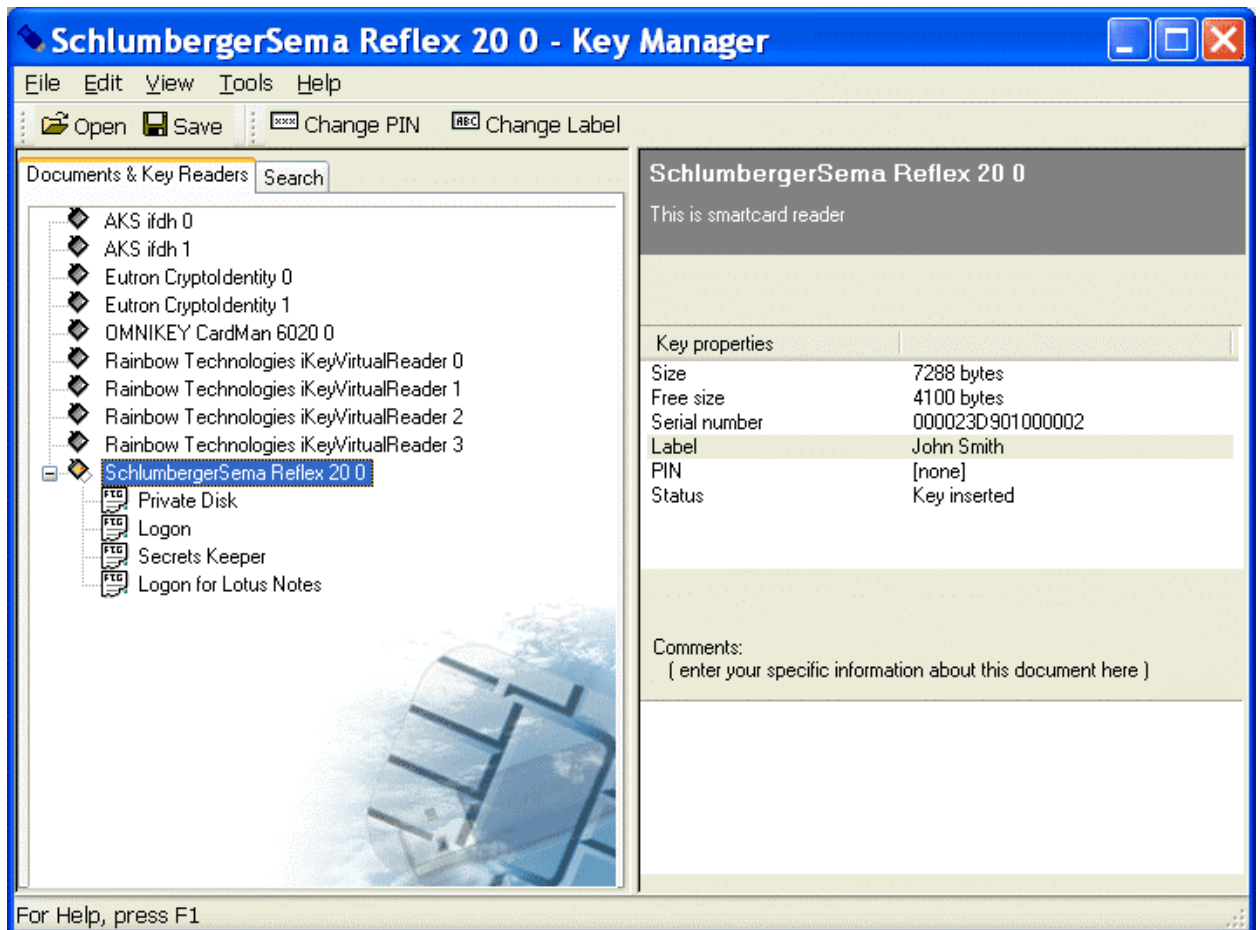 SchlumbergerSema Reflex 20 0 - Key Manager
File Edit View Tools Help
Open Save Change PIN Change Label
Documents & Key Readers Search
AKS ifdh 0
AKS ifdh 1
Eutron CryptoIdentity 0
Eutron CryptoIdentity 1
OMNIKEY CardMan 6020 0
Rainbow Technologies iKeyVirtualReader 0
Rainbow Technologies iKeyVirtualReader 1
Rainbow Technologies iKeyVirtualReader 2
Rainbow Technologies iKeyVirtualReader 3
SchlumbergerSema Reflex 20 0
Private Disk
Logon
Secrets Keeper
Logon for Lotus Notes
SchlumbergerSema Reflex 20 0
This is smartcard reader
Key properties
Size 7288 bytes
Free size 4100 bytes
Serial number 000023D901000002
Label John Smith
PIN [none]
Status Key inserted
Comments:
( enter your specific information about this document here )
For Help, press F1